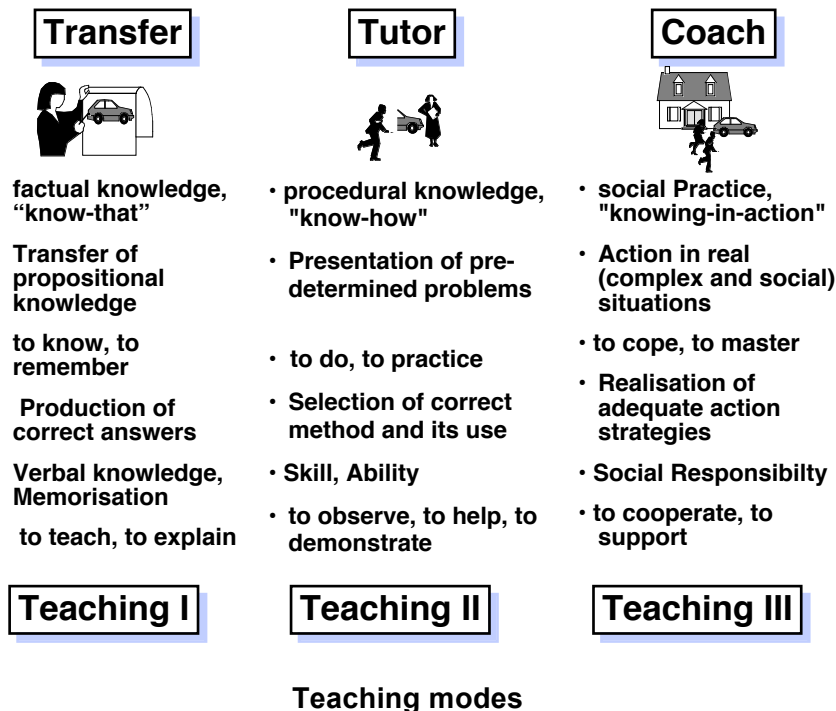 Transfer
Tutor
Coach
factual knowledge,
“know-that”
Transfer of
propositional
knowledge
to know, to
remember
Production of
correct answers
Verbal knowledge,
Memorisation
to teach, to explain
• procedural knowledge,
"know-how"
• Presentation of pre-
determined problems
• to do, to practice
• Selection of correct
method and its use
• Skill, Ability
• to observe, to help, to
demonstrate
• social Practice,
"knowing-in-action"
• Action in real
(complex and social)
situations
• to cope, to master
• Realisation of
adequate action
strategies
• Social Responsibilty
• to cooperate, to
support
Teaching I
Teaching II
Teaching III
Teaching modes